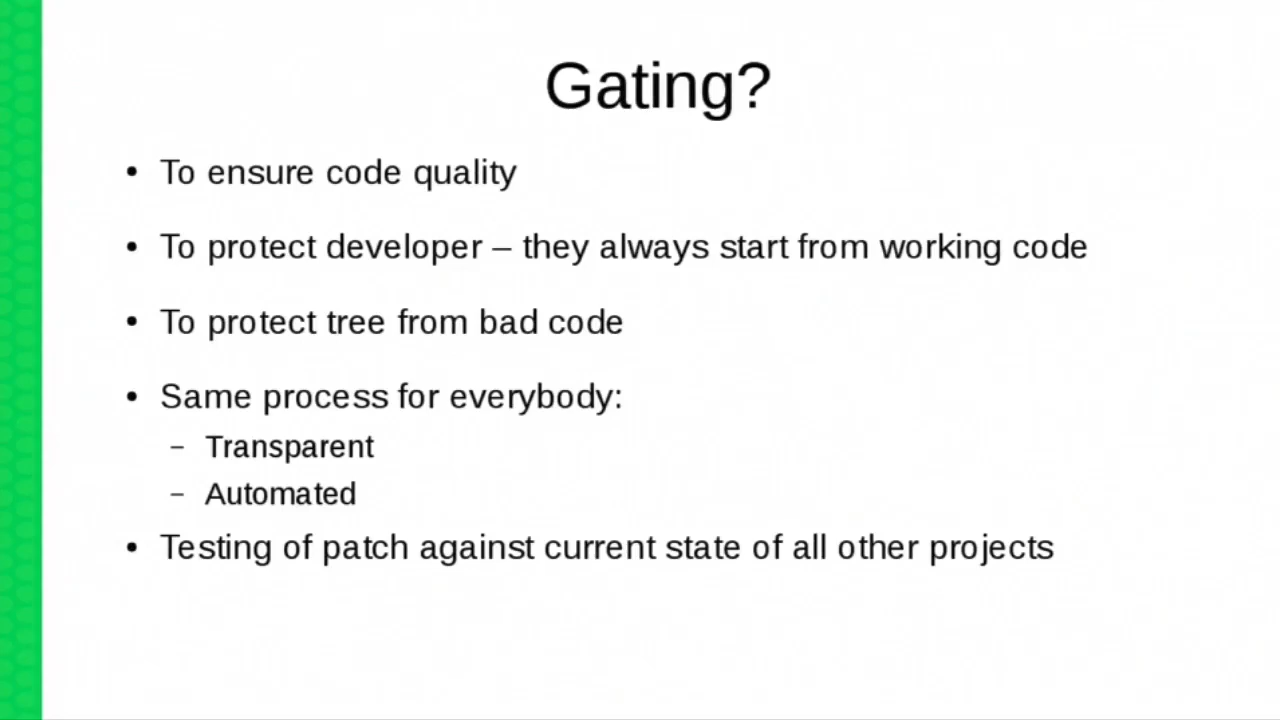 Gating?
• To ensure code quality
• To protect developer – they always start from working code
• To protect tree from bad code
• Same process for everybody:
– Transparent
– Automated
• Testing of patch against current state of all other projects